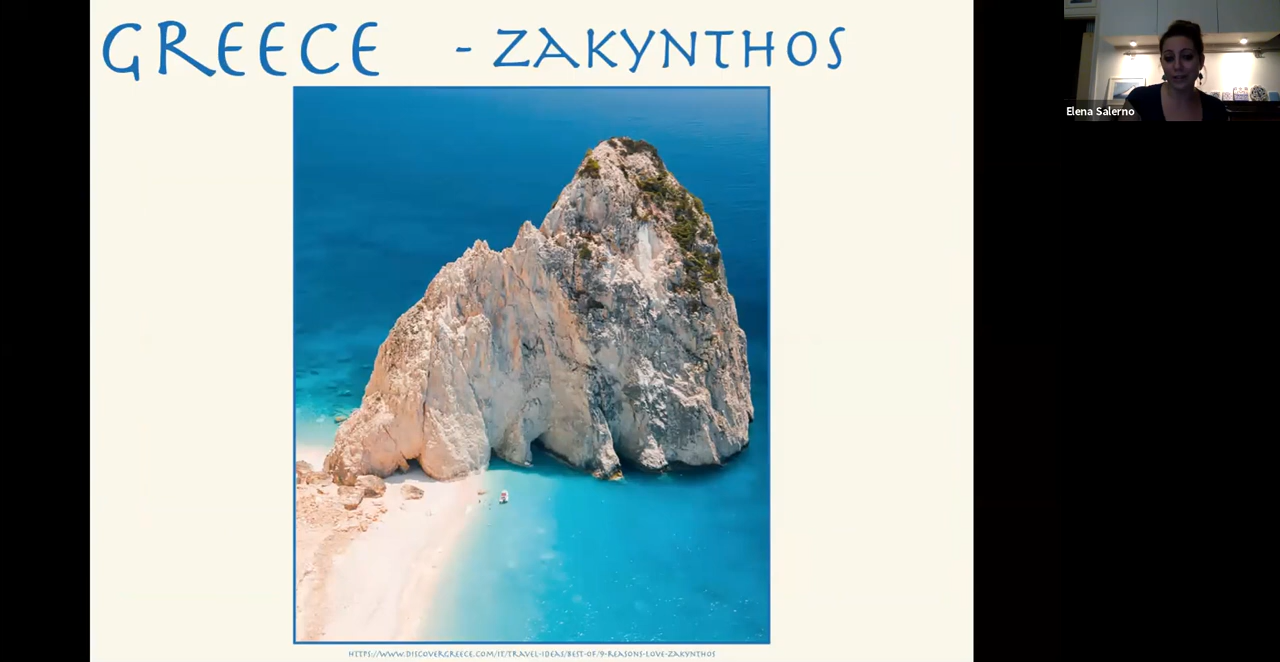 GREECE - ZAKYNTHOS
Elena Salerno
HTTPS://WWW.DISCOVERGREECE.COM/IT/TRAVEL-IDEAS/BEST-OF/9-REASONS-LOVE-ZAKYNTHOS